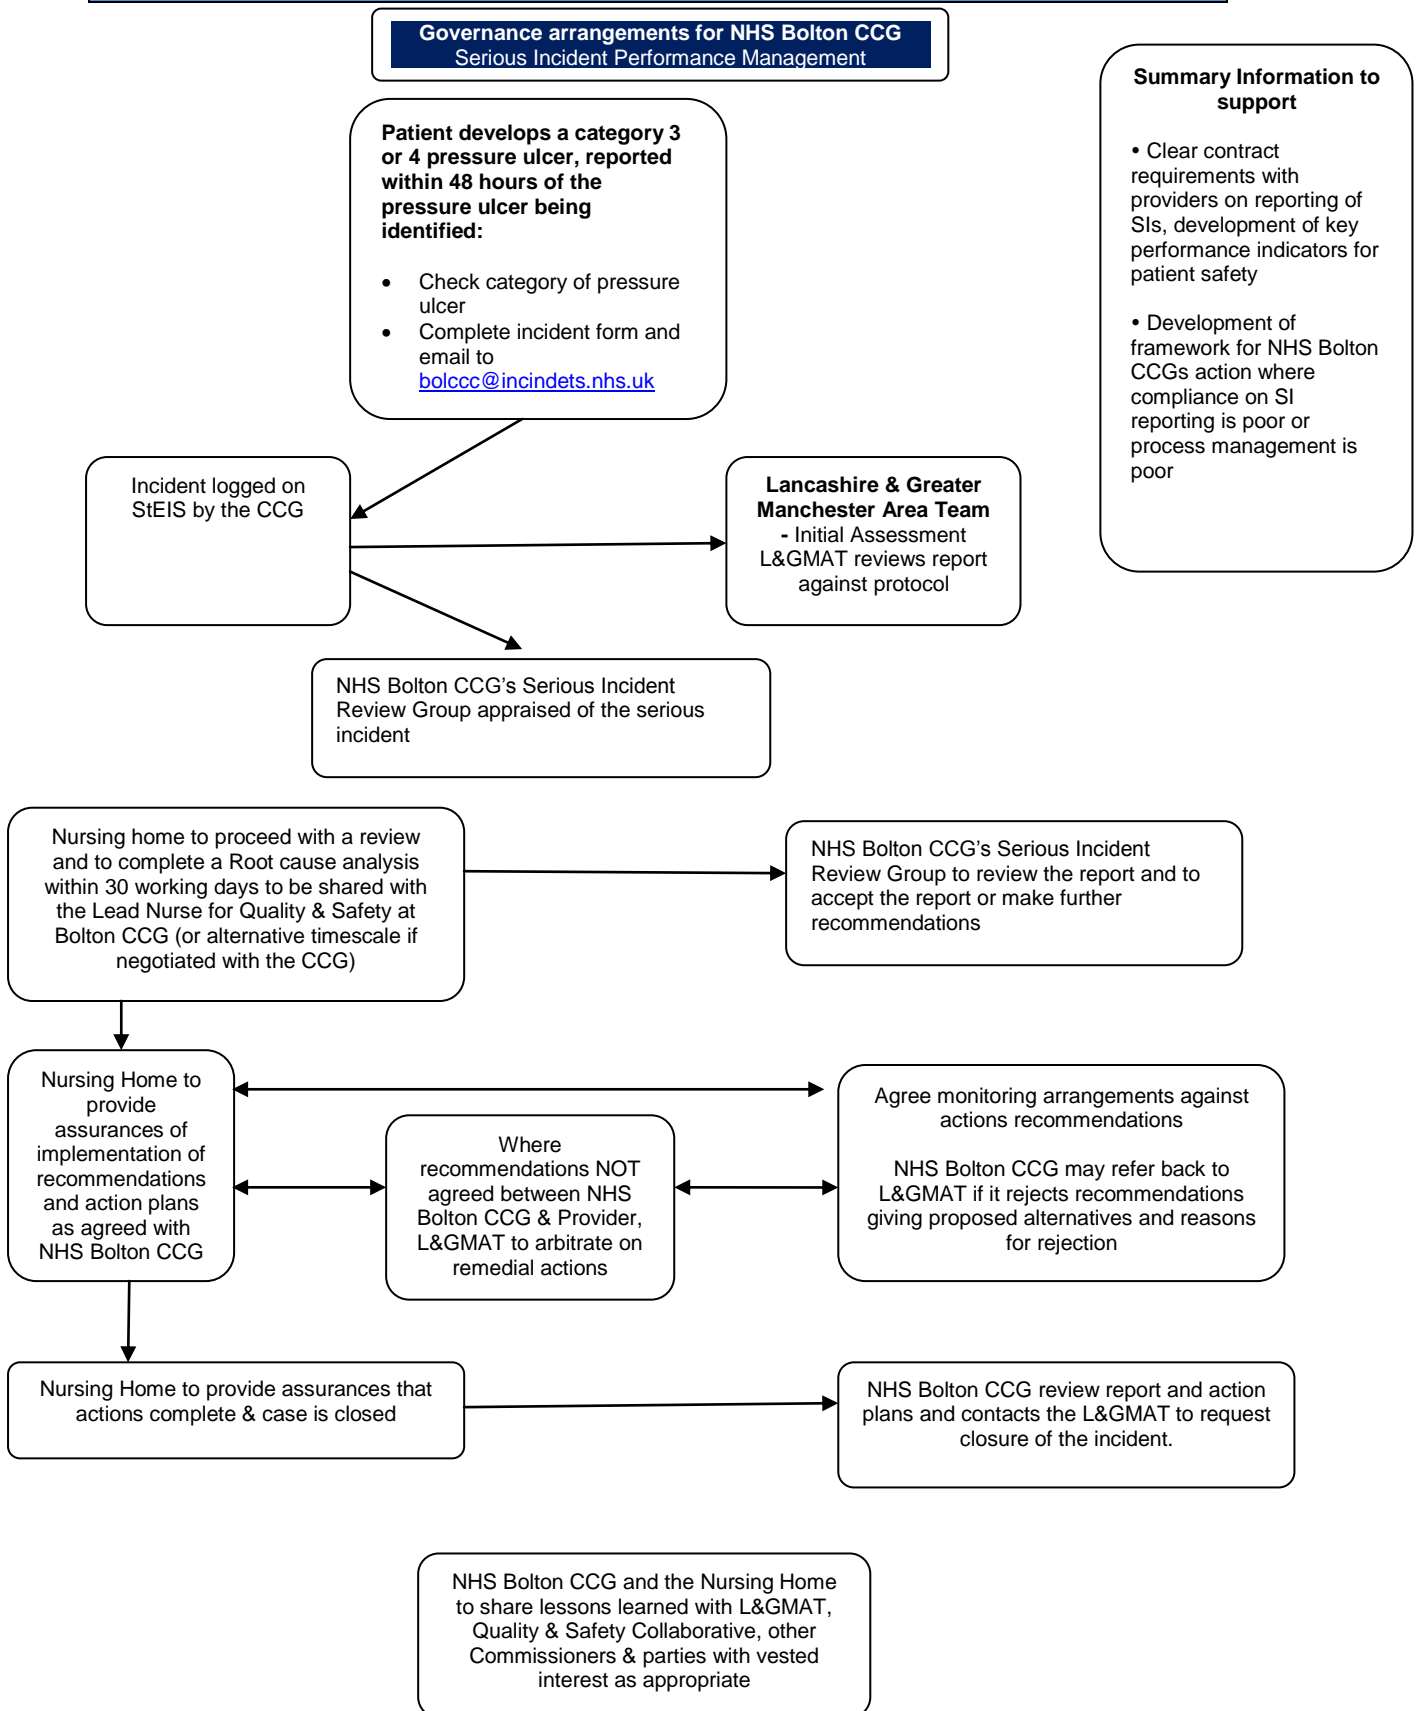 Governance arrangements for NHS Bolton CCG
Serious Incident Performance Management
Summary Information to
support
• Clear contract
requirements with
providers on reporting of
SIs, development of key
performance indicators for
patient safety
• Development of
framework for NHS Bolton
CCGs action where
compliance on SI
reporting is poor or
process management is
poor
Patient develops a category 3
or 4 pressure ulcer, reported
within 48 hours of the
pressure ulcer being
identified:
• Check category of pressure
ulcer
• Complete incident form and
email to
bolccc@incindets.nhs.uk
Incident logged on
StEIS by the CCG
Lancashire & Greater
Manchester Area Team
- Initial Assessment
L&GMAT reviews report
against protocol
NHS Bolton CCG’s Serious Incident
Review Group appraised of the serious
incident
Nursing home to proceed with a review
and to complete a Root cause analysis
within 30 working days to be shared with
the Lead Nurse for Quality & Safety at
Bolton CCG (or alternative timescale if
negotiated with the CCG)
NHS Bolton CCG’s Serious Incident
Review Group to review the report and to
accept the report or make further
recommendations
Nursing Home to
provide
assurances of
implementation of
recommendations
and action plans
as agreed with
NHS Bolton CCG
Where
recommendations NOT
agreed between NHS
Bolton CCG & Provider,
L&GMAT to arbitrate on
remedial actions
Agree monitoring arrangements against
actions recommendations
NHS Bolton CCG may refer back to
L&GMAT if it rejects recommendations
giving proposed alternatives and reasons
for rejection
Nursing Home to provide assurances that
actions complete & case is closed
NHS Bolton CCG review report and action
plans and contacts the L&GMAT to request
closure of the incident.
NHS Bolton CCG and the Nursing Home
to share lessons learned with L&GMAT,
Quality & Safety Collaborative, other
Commissioners & parties with vested
interest as appropriate